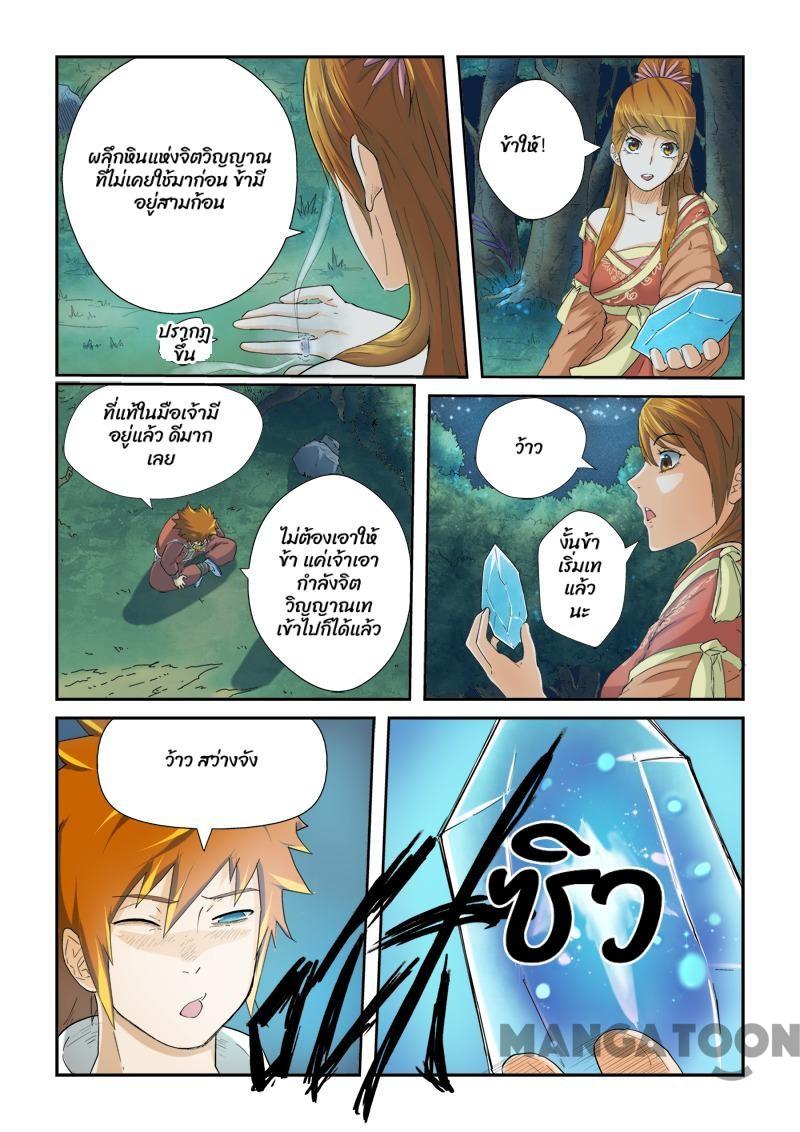 ผลึกหินแห่งจิตวิญญาณ
ที่ไม่เคยใช้มาก่อน ข้ามี
อยู่สามก้อน
ปรากฏ
ขึ้น
ข้าให้!
ที่แท้ในมือเจ้ามี
อยู่แล้ว ดีมาก
เลย
ไม่ต้องเอาให้
ข้า แค่เจ้าเอา
กำลังจิต
วิญญาณเท
เข้าไปก็ได้แล้ว
ว้าว
งั้นข้า
เริ่มเท
แล้ว
นะ
ว้าว สว่างจัง
ซิว
MANGATOON